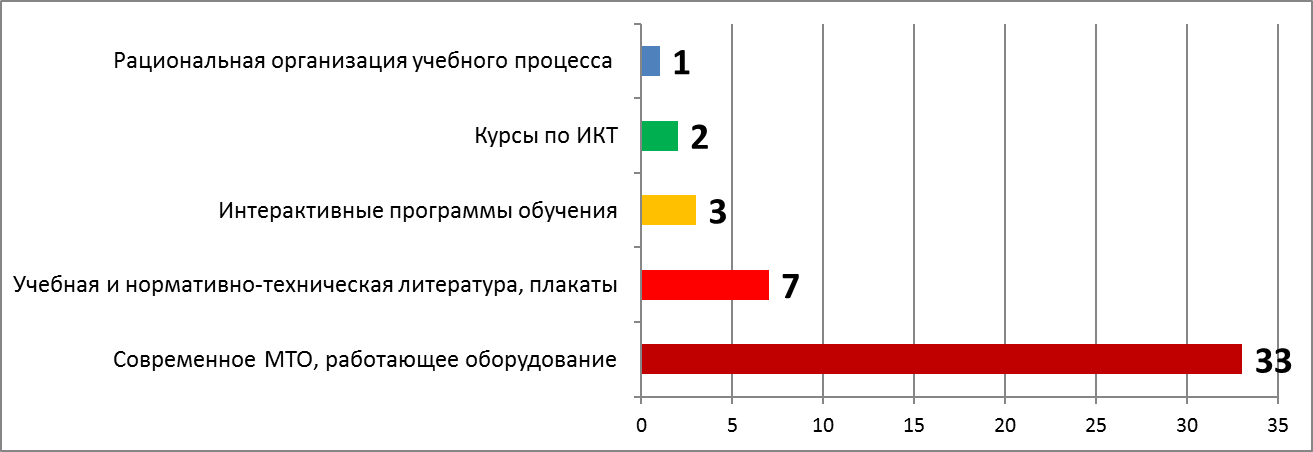 Рациональная организация учебного процесса 1
Курсы по ИКТ 2
Интерактивные программы обучения 3
Учебная и нормативно-техническая литература, плакаты 7
Современное МТО, работающее оборудование 33
0 5 10 15 20 25 30 35